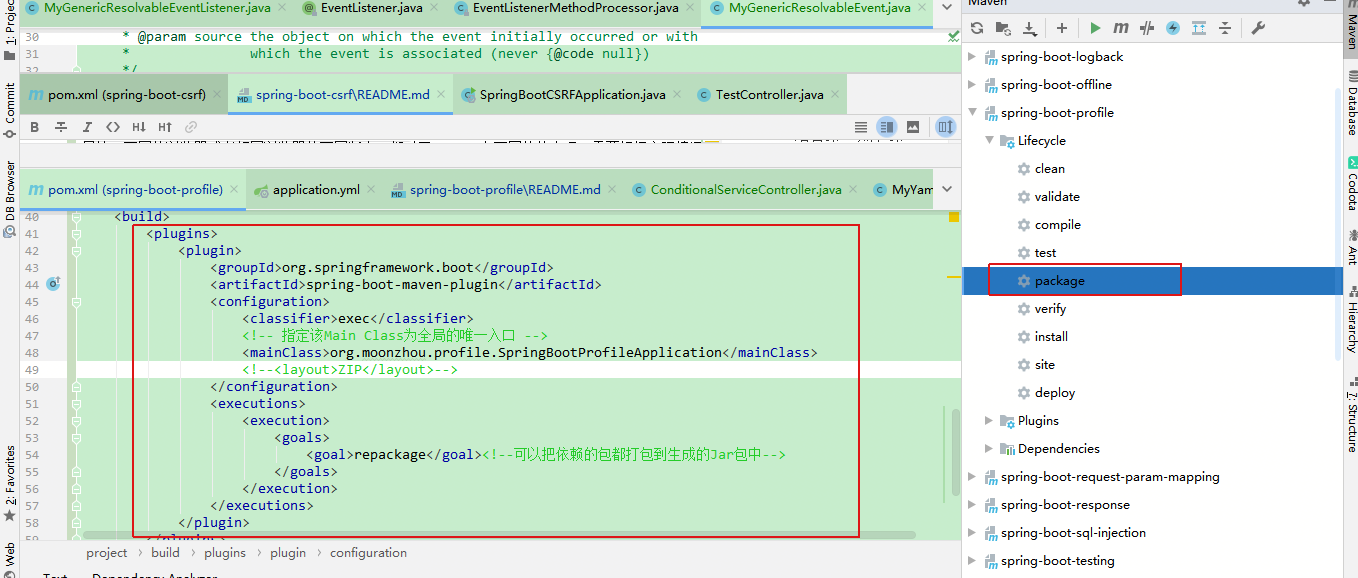 MyGenericResolvableEventListener.java
EventListener.java
EventListenerMethodProcessor.java
MyGenericResolvableEvent.java
30 * @param source the object on which the event initially occurred or with
31 * which the event is associated (never {@code null})
32 */
pom.xml (spring-boot-csrf)
spring-boot-csrf\README.md
SpringBootCSRFApplication.java
TestController.java
B
I
H↓
H↑
pom.xml (spring-boot-profile)
application.yml
spring-boot-profile\README.md
ConditionalServiceController.java
MyYam
40 <build>
41 <plugins>
42 <plugin>
43 <groupId>org.springframework.boot</groupId>
44 <artifactId>spring-boot-maven-plugin</artifactId>
45 <configuration>
46 <classifier>exec</classifier>
47 <!-- 指定该Main Class为全局的唯一入口 -->
48 <mainClass>org.moonzhou.profile.SpringBootProfileApplication</mainClass>
49 <!--<layout>ZIP</layout>-->
50 </configuration>
51 <executions>
52 <execution>
53 <goals>
54 <goal>repackage</goal><!--可以把依赖的包都打包到生成的Jar包中-->
55 </goals>
56 </execution>
57 </executions>
58 </plugin>
59 </plugins>
project › build › plugins › plugin › configuration
Text
Dependency Analyzer
1: Projec
Commit
DB Browser
2: Favorites
Web
Maven
m
spring-boot-logback
spring-boot-offline
spring-boot-profile
Lifecycle
clean
validate
compile
test
package
verify
install
site
deploy
Plugins
Dependencies
spring-boot-request-param-mapping
spring-boot-response
spring-boot-sql-injection
spring-boot-testing
Maven
Database
Codota
Ant
Hierarchy
7: Structure